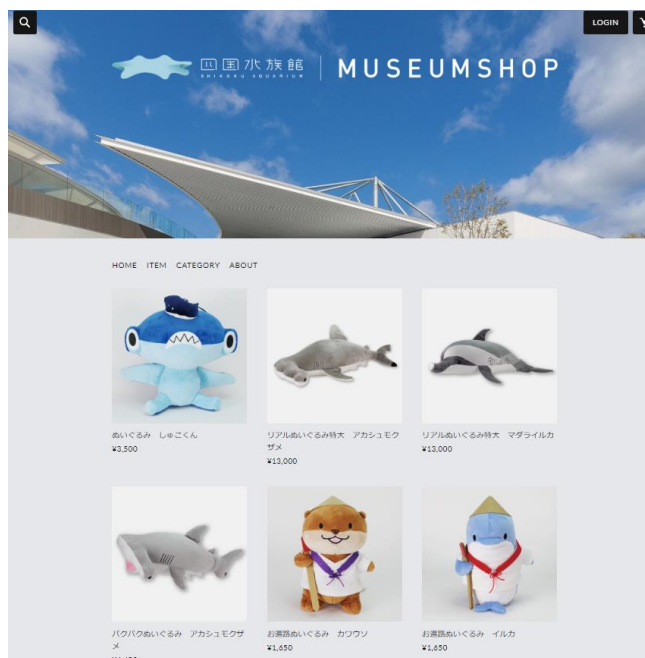 LOGIN
四国水族館
SHIKOKU AQUARIUM
MUSEUMSHOP
HOME ITEM CATEGORY ABOUT
ぬいぐるみ しゅこくん
¥3,500
リアルぬいぐるみ特大 アカシュモク
ザメ
¥13,000
リアルぬいぐるみ特大 マダライルカ
¥13,000
パクパクぬいぐるみ アカシュモクザ
メ
お遍路ぬいぐるみ カワウソ
¥1,650
お遍路ぬいぐるみ イルカ
¥1,650